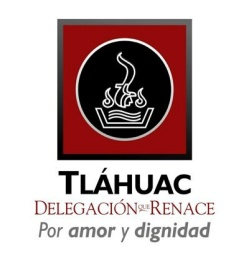 TLÁHUAC
DELEGACIÓN QUE RENACE
Por amor y dignidad